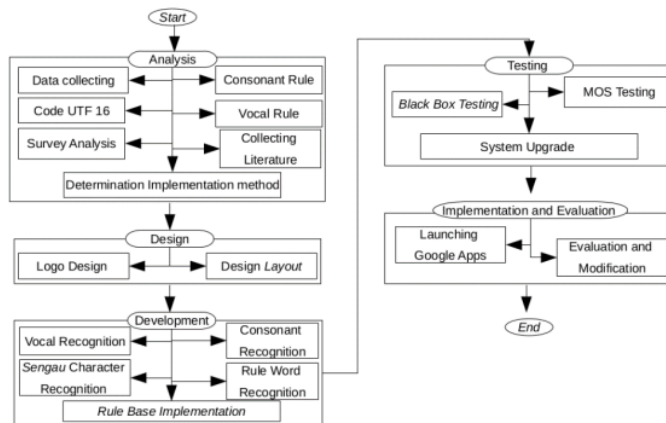 Start
Analysis
Data collecting
Consonant Rule
Code UTF 16
Vocal Rule
Survey Analysis
Collecting
Literature
Determination Implementation method
Design
Logo Design
Design Layout
Development
Vocal Recognition
Consonant
Recognition
Sengau Character
Recognition
Rule Word
Recognition
Rule Base Implementation
Testing
MOS Testing
Black Box Testing
System Upgrade
Implementation and Evaluation
Launching
Google Apps
Evaluation and
Modification
End